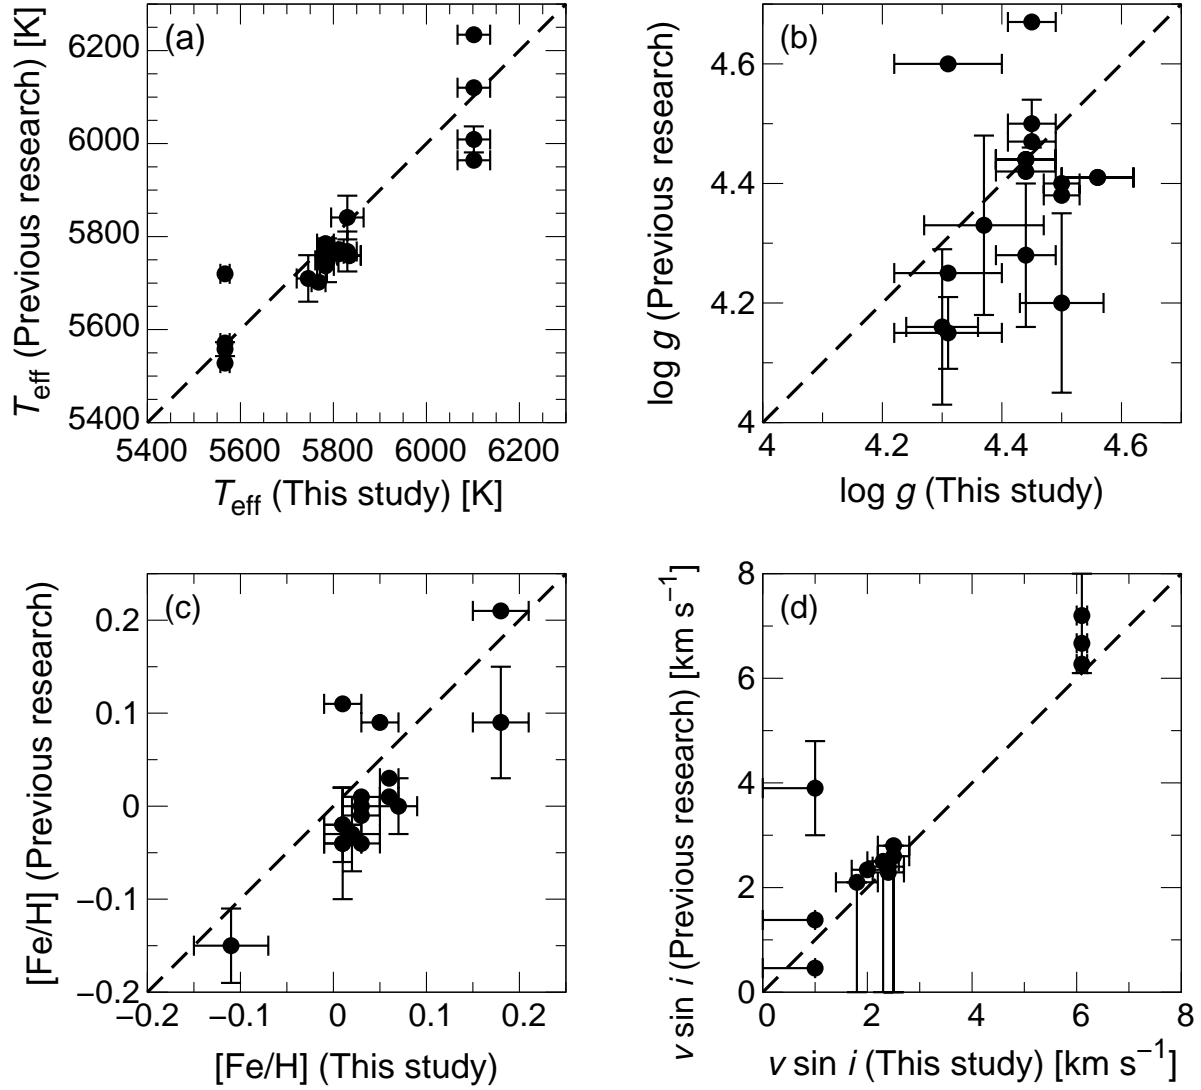 (a)
T_eff (Previous research) [K]
6200
6000
5800
5600
5400
5400 5600 5800 6000 6200
T_eff (This study) [K]
(b)
log g (Previous research)
4.6
4.4
4.2
4
4 4.2 4.4 4.6
log g (This study)
(c)
[Fe/H] (Previous research)
0.2
0.1
0
−0.1
−0.2
−0.2 −0.1 0 0.1 0.2
[Fe/H] (This study)
(d)
v sin i (Previous research) [km s⁻¹]
8
6
4
2
0
0 2 4 6 8
v sin i (This study) [km s⁻¹]